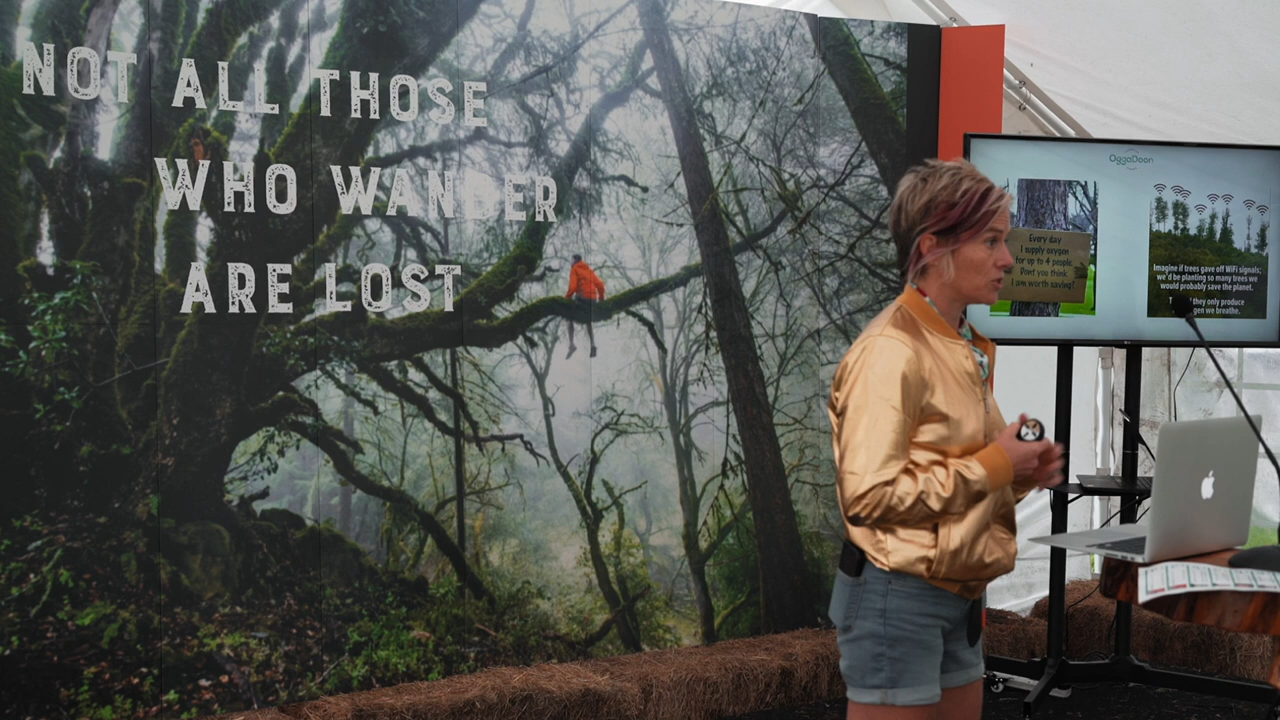 NOT ALL THOSE
WHO WANDER
ARE LOST
OggaDoon
Every day
I supply oxygen
for up to 4 people.
Dont you think
I am worth saving?
Imagine if trees gave off WiFi signals;
we'd be planting so many trees we
would probably save the planet.
they only produce
we breathe.